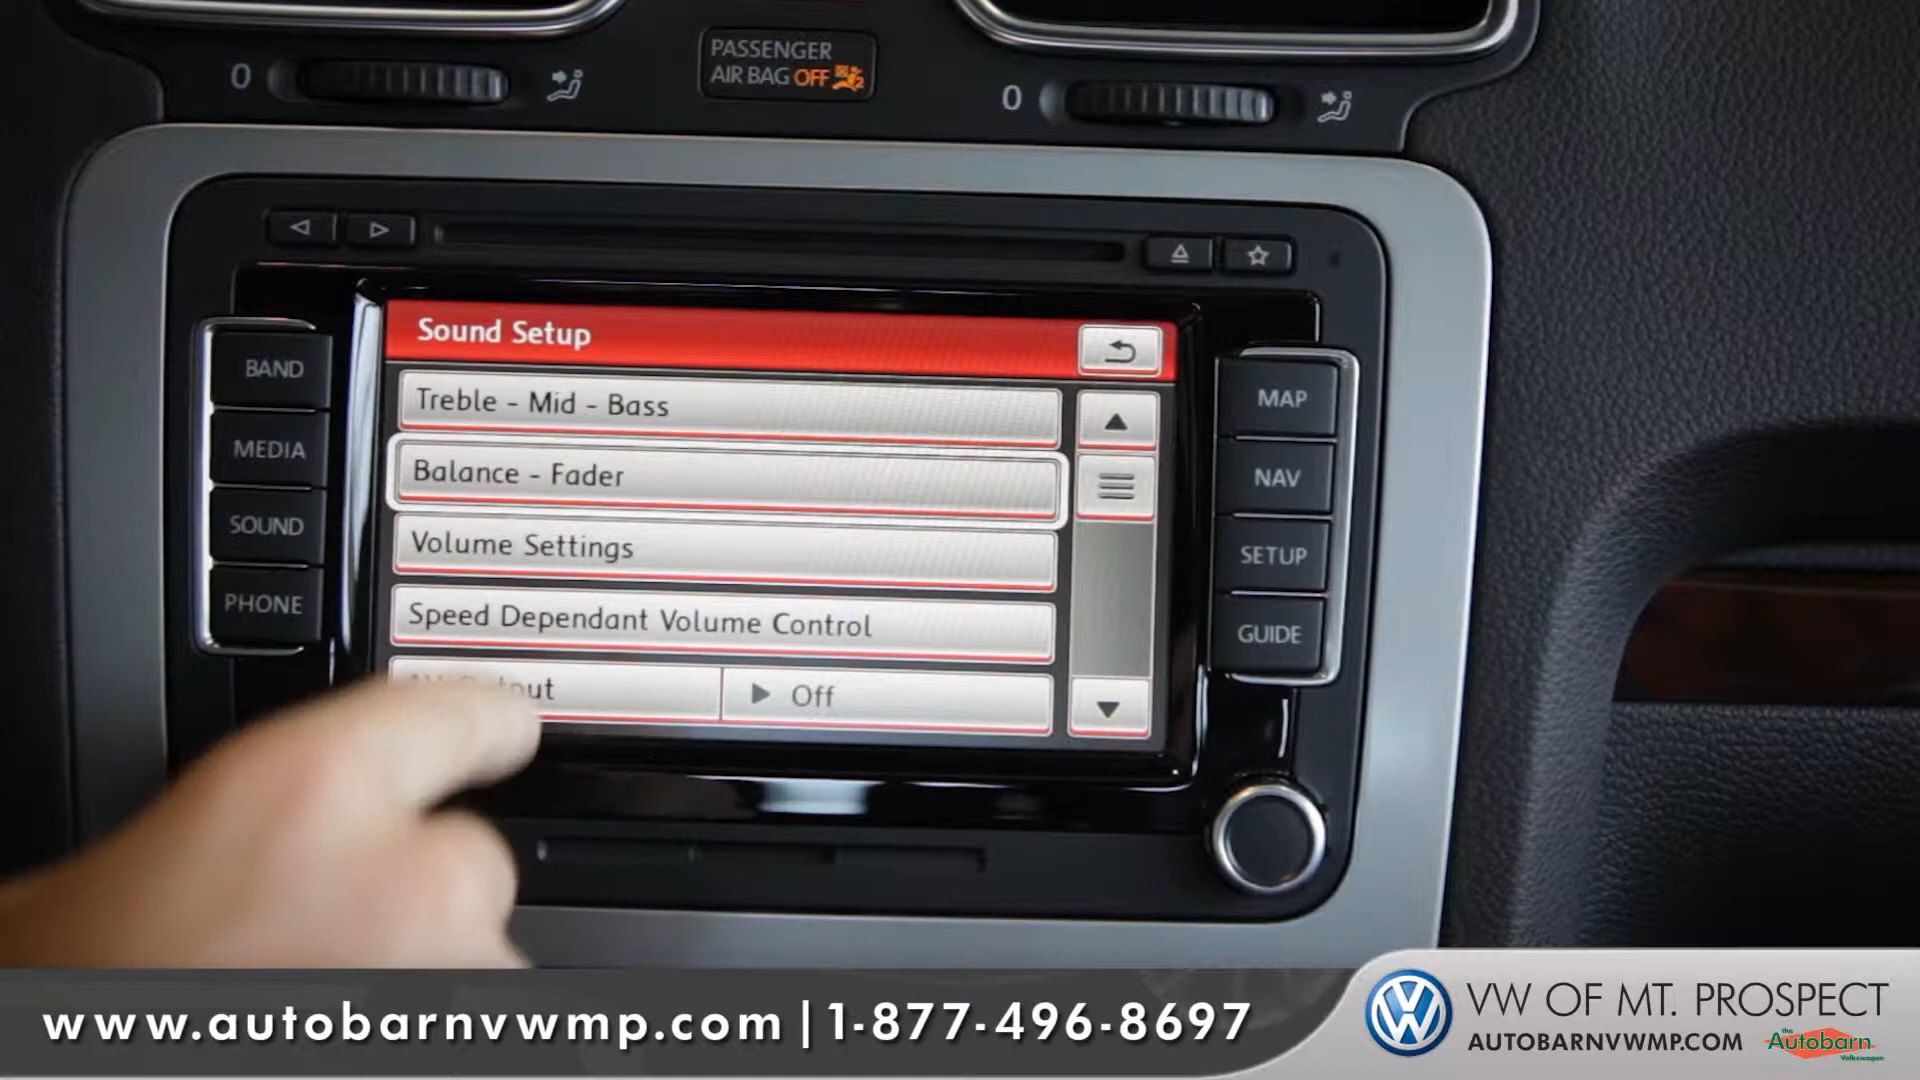 0
PASSENGER
AIR BAG OFF
0
Sound Setup
BAND
MEDIA
SOUND
PHONE
Treble - Mid - Bass
Balance - Fader
Volume Settings
Speed Dependant Volume Control
Off
MAP
NAV
SETUP
GUIDE
www.autobarnvwmp.com | 1-877-496-8697
VW OF MT. PROSPECT
AUTOBARNVWMP.COM
the
Autobarn
Volkswagen